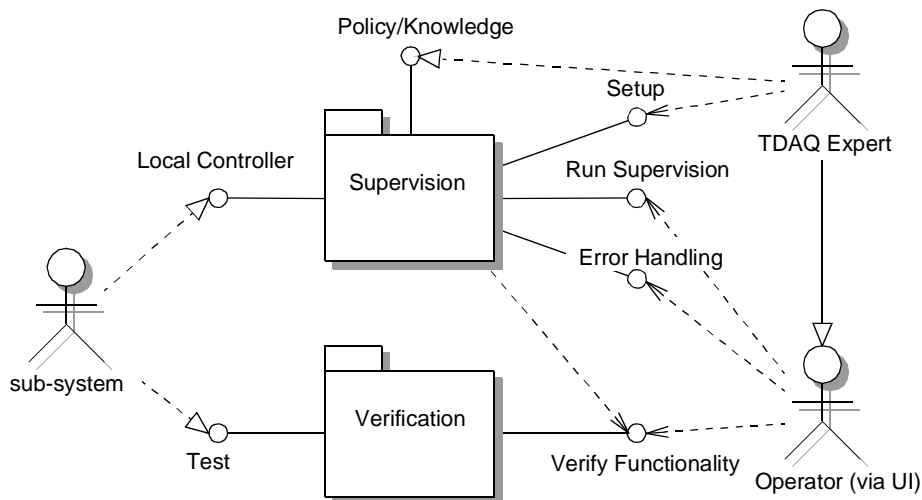 Policy/Knowledge
Setup
TDAQ Expert
Local Controller
Supervision
Run Supervision
Error Handling
sub-system
Verification
Test
Verify Functionality
Operator (via UI)